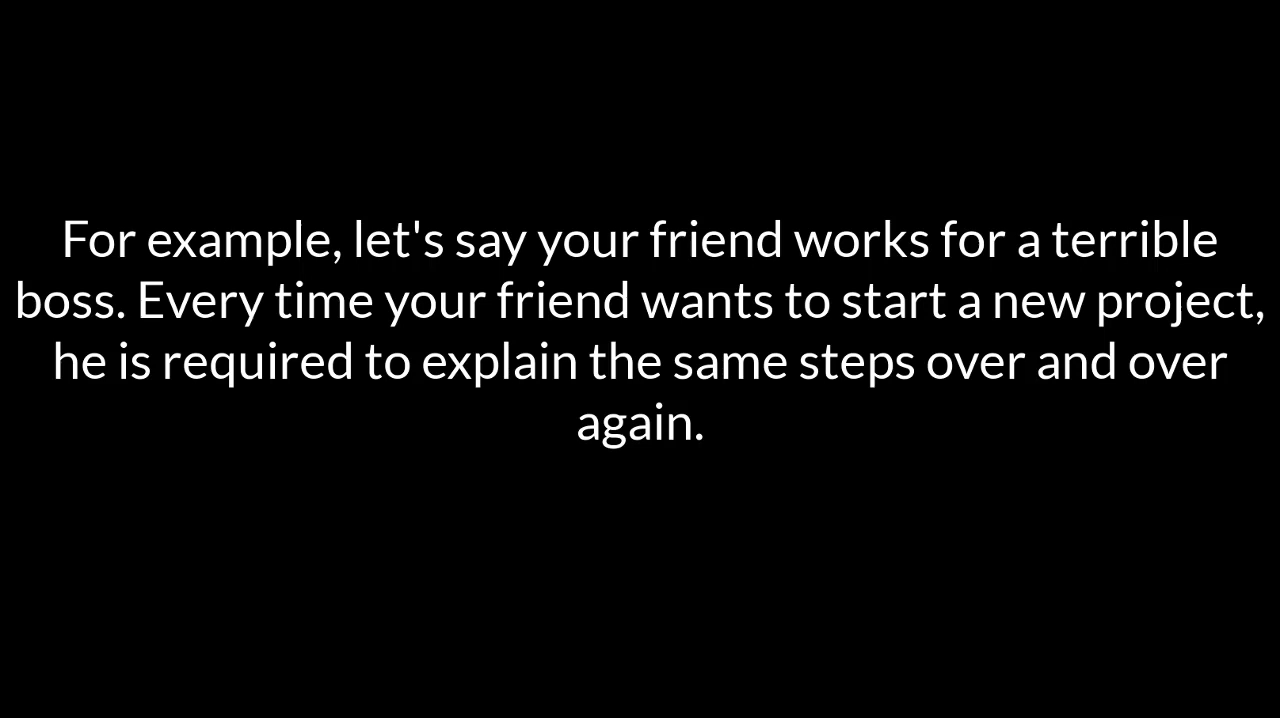 For example, let's say your friend works for a terrible
boss. Every time your friend wants to start a new project,
he is required to explain the same steps over and over
again.